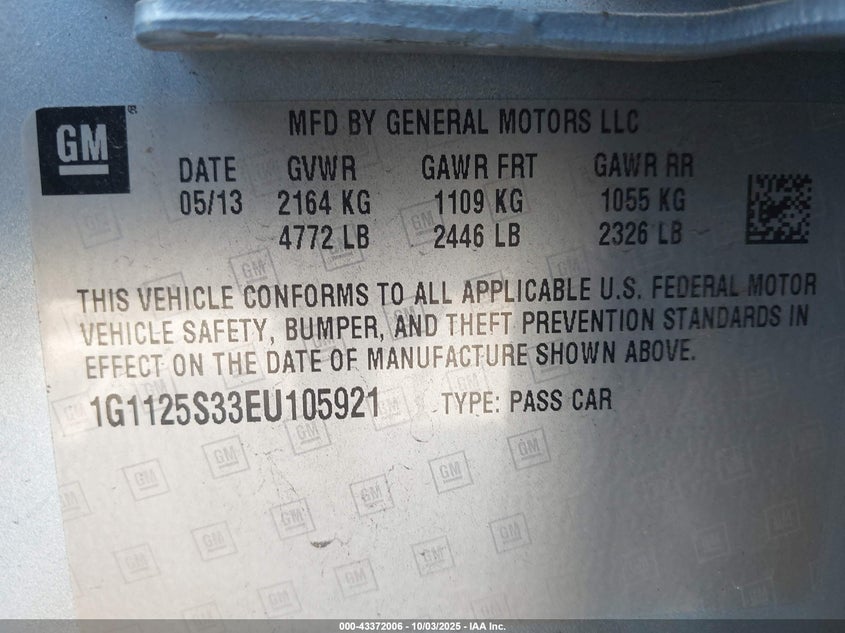 GM ®
MFD BY GENERAL MOTORS LLC
DATE GVWR GAWR FRT GAWR RR
05/13 2164 KG 1109 KG 1055 KG
4772 LB 2446 LB 2326 LB
THIS VEHICLE CONFORMS TO ALL APPLICABLE U.S. FEDERAL MOTOR
VEHICLE SAFETY, BUMPER, AND THEFT PREVENTION STANDARDS IN
EFFECT ON THE DATE OF MANUFACTURE SHOWN ABOVE.
1G1125S33EU105921 TYPE: PASS CAR
000-43372006 - 10/03/2025 - IAA Inc.